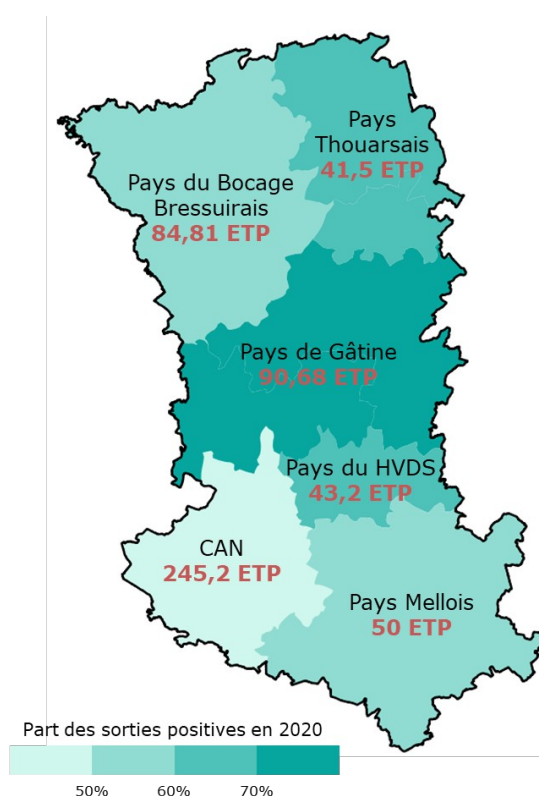 Pays
Thouarsais
41,5 ETP
Pays du Bocage
Bressuirais
84,81 ETP
Pays de Gâtine
90,68 ETP
Pays du HVDS
43,2 ETP
CAN
245,2 ETP
Pays Mellois
50 ETP
Part des sorties positives en 2020
50% 60% 70%